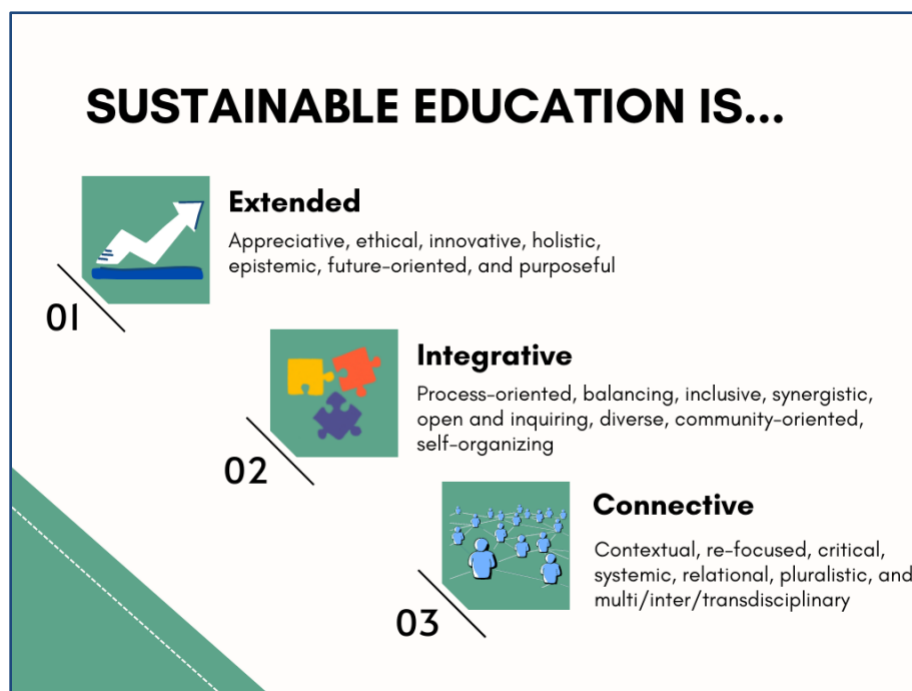 SUSTAINABLE EDUCATION IS...
Extended
Appreciative, ethical, innovative, holistic,
epistemic, future-oriented, and purposeful
01
Integrative
Process-oriented, balancing, inclusive, synergistic,
open and inquiring, diverse, community-oriented,
self-organizing
02
Connective
Contextual, re-focused, critical,
systemic, relational, pluralistic, and
multi/inter/transdisciplinary
03